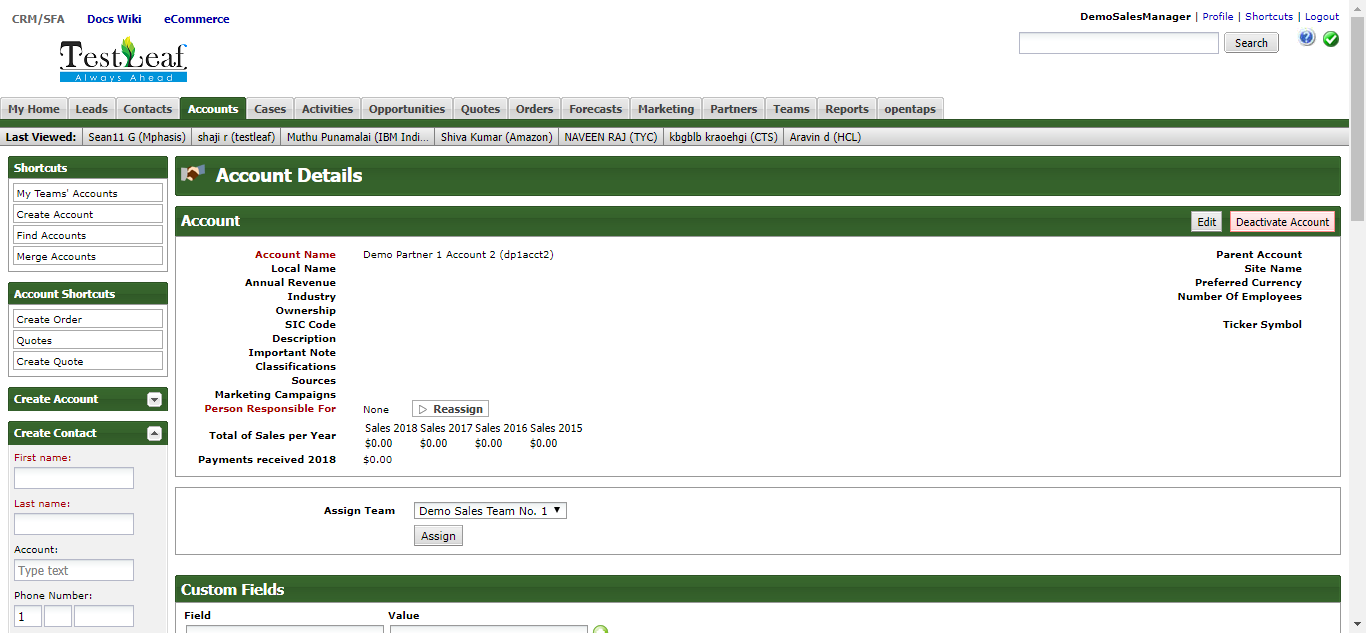 CRM/SFA Docs Wiki eCommerce
DemoSalesManager | Profile | Shortcuts | Logout
TestLeaf
Always Ahead
Search
My Home Leads Contacts Accounts Cases Activities Opportunities Quotes Orders Forecasts Marketing Partners Teams Reports opentaps
Last Viewed: Sean11 G (Mphasis) shaji r (testleaf) Muthu Punamalai (IBM Indi... Shiva Kumar (Amazon) NAVEEN RAJ (TYC) kbgblb kraoehgi (CTS) Aravin d (HCL)
Shortcuts
My Teams' Accounts
Create Account
Find Accounts
Merge Accounts
Account Shortcuts
Create Order
Quotes
Create Quote
Create Account
Create Contact
First name:
Last name:
Account:
Type text
Phone Number:
1
Account Details
Account
Edit Deactivate Account
Account Name Demo Partner 1 Account 2 (dp1acct2) Parent Account
Local Name Site Name
Annual Revenue Preferred Currency
Industry Number Of Employees
Ownership
SIC Code Ticker Symbol
Description
Important Note
Classifications
Sources
Marketing Campaigns
Person Responsible For None Reassign
Total of Sales per Year
Sales 2018 Sales 2017 Sales 2016 Sales 2015
$0.00 $0.00 $0.00 $0.00
Payments received 2018 $0.00
Assign Team Demo Sales Team No. 1
Assign
Custom Fields
Field Value